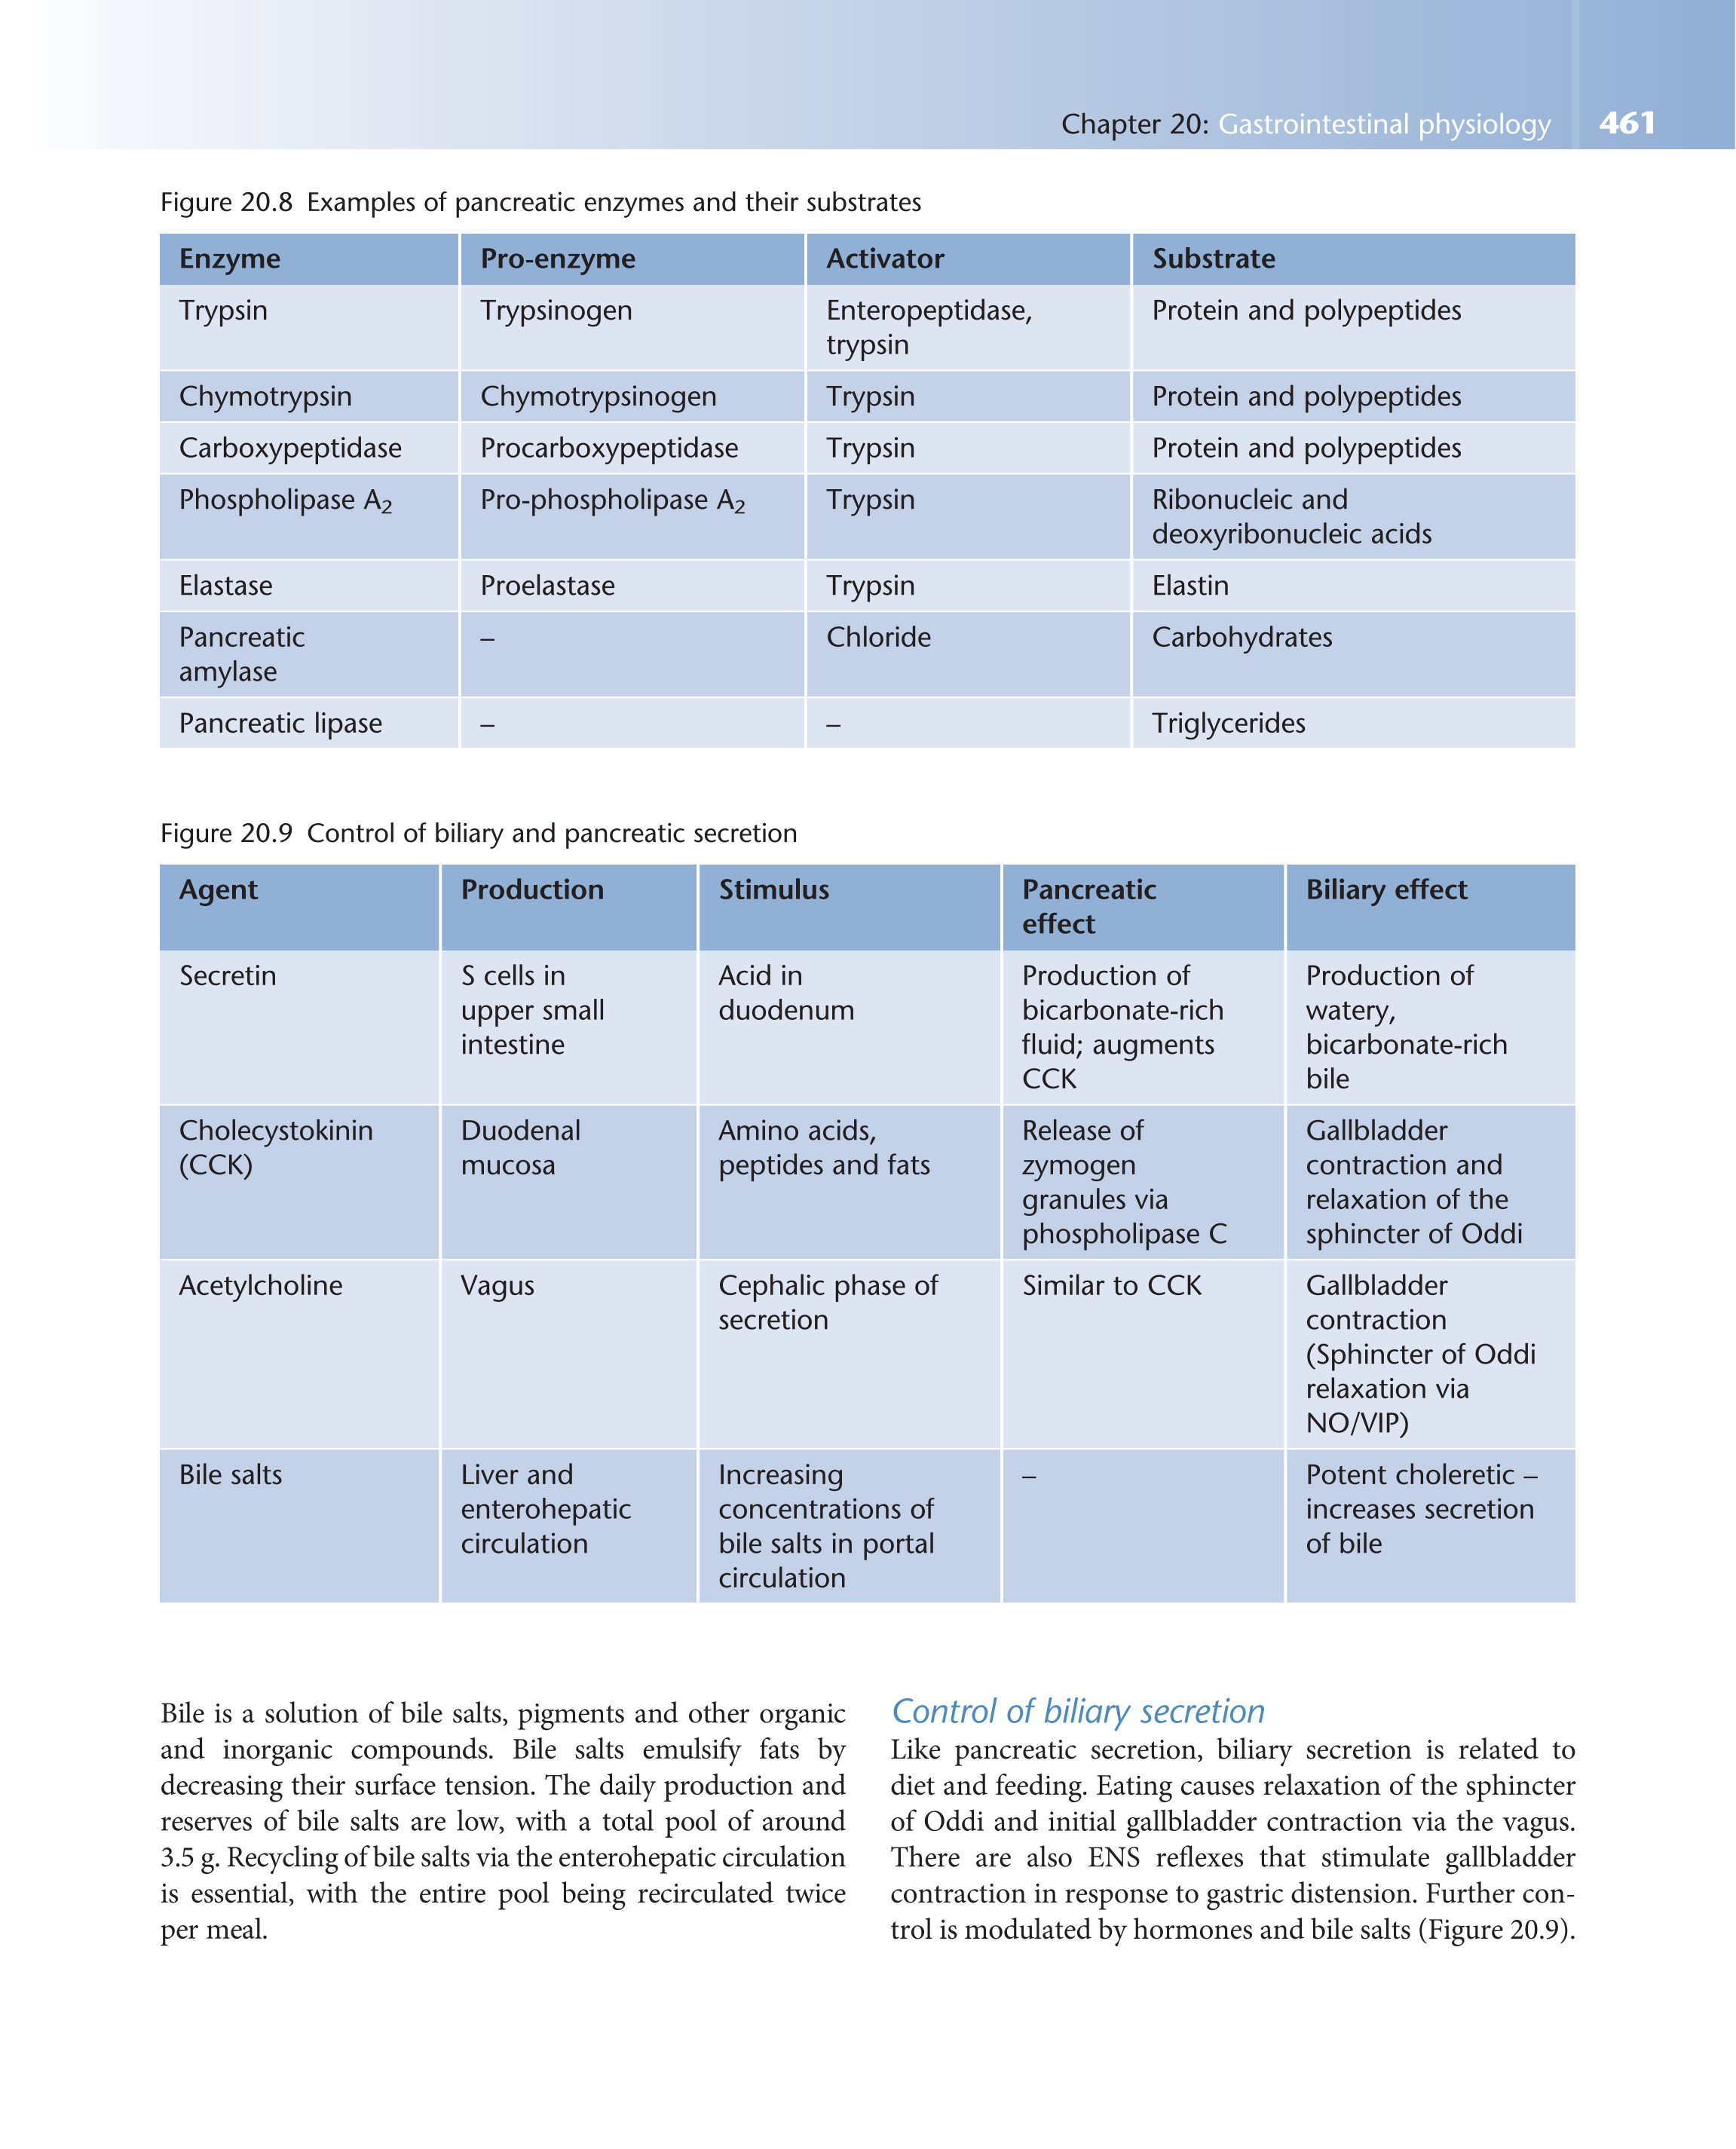 Chapter 20: Gastrointestinal physiology 461
Figure 20.8 Examples of pancreatic enzymes and their substrates
Enzyme Pro-enzyme Activator Substrate
Trypsin Trypsinogen Enteropeptidase, Protein and polypeptides
trypsin
Chymotrypsin Chymotrypsinogen Trypsin Protein and polypeptides
Carboxypeptidase Procarboxypeptidase Trypsin Protein and polypeptides
Phospholipase A₂ Pro-phospholipase A₂ Trypsin Ribonucleic and
deoxyribonucleic acids
Elastase Proelastase Trypsin Elastin
Pancreatic – Chloride Carbohydrates
amylase
Pancreatic lipase – – Triglycerides
Figure 20.9 Control of biliary and pancreatic secretion
Agent Production Stimulus Pancreatic Biliary effect
effect
Secretin S cells in Acid in Production of Production of
upper small duodenum bicarbonate-rich watery,
intestine fluid; augments bicarbonate-rich
CCK bile
Cholecystokinin Duodenal Amino acids, Release of Gallbladder
(CCK) mucosa peptides and fats zymogen contraction and
granules via relaxation of the
phospholipase C sphincter of Oddi
Acetylcholine Vagus Cephalic phase of Similar to CCK Gallbladder
secretion contraction
(Sphincter of Oddi
relaxation via
NO/VIP)
Bile salts Liver and Increasing – Potent choleretic –
enterohepatic concentrations of increases secretion
circulation bile salts in portal of bile
circulation
Bile is a solution of bile salts, pigments and other organic
and inorganic compounds. Bile salts emulsify fats by
decreasing their surface tension. The daily production and
reserves of bile salts are low, with a total pool of around
3.5 g. Recycling of bile salts via the enterohepatic circulation
is essential, with the entire pool being recirculated twice
per meal.
Control of biliary secretion
Like pancreatic secretion, biliary secretion is related to
diet and feeding. Eating causes relaxation of the sphincter
of Oddi and initial gallbladder contraction via the vagus.
There are also ENS reflexes that stimulate gallbladder
contraction in response to gastric distension. Further con-
trol is modulated by hormones and bile salts (Figure 20.9).